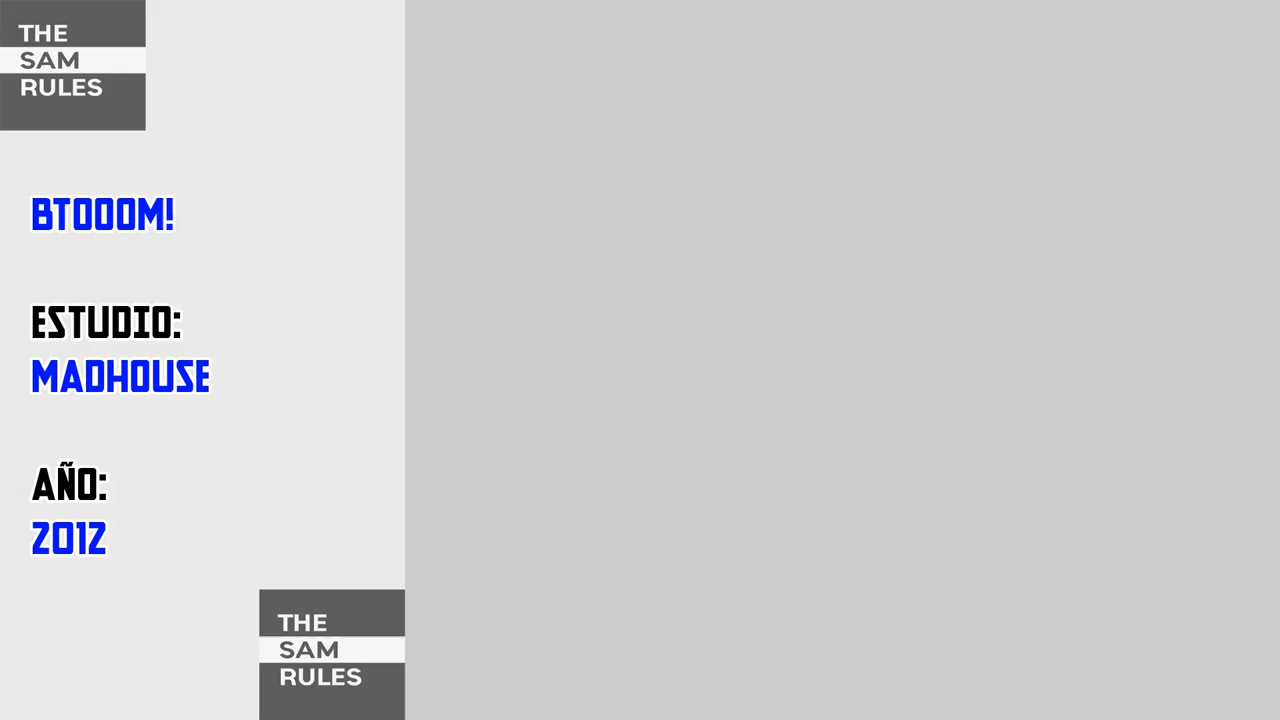 THE
SAM
RULES
BTOOOM!
ESTUDIO:
MADHOUSE
AÑO:
2012
THE
SAM
RULES